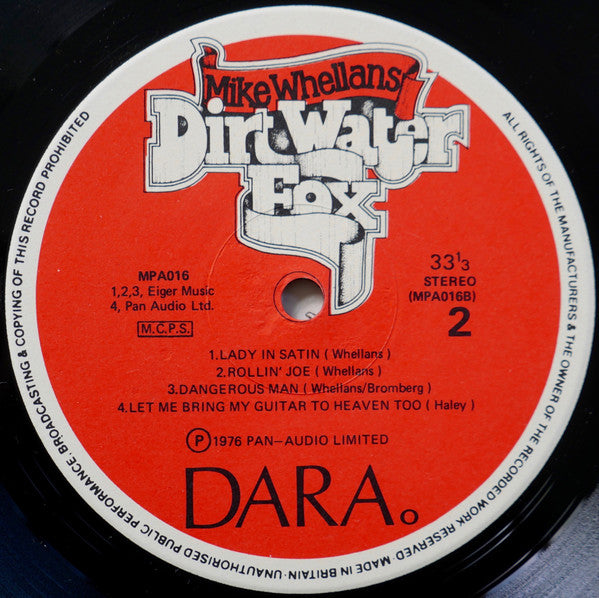 Mike Whellans'
Dirt Water
Fox
MPA016
1,2,3, Eiger Music
4, Pan Audio Ltd.
M.C.P.S.
33 1/3
STEREO
(MPA016B)
2
1.LADY IN SATIN ( Whellans )
2.ROLLIN' JOE ( Whellans )
3.DANGEROUS MAN ( Whellans/Bromberg )
4.LET ME BRING MY GUITAR TO HEAVEN TOO ( Haley )
Ⓟ 1976 PAN-AUDIO LIMITED
DARA.
ALL RIGHTS OF THE MANUFACTURERS & THE OWNER OF THE RECORDED WORK RESERVED. MADE IN BRITAIN · UNAUTHORISED PUBLIC PERFORMANCE, BROADCASTING & COPYING OF THIS RECORD PROHIBITED